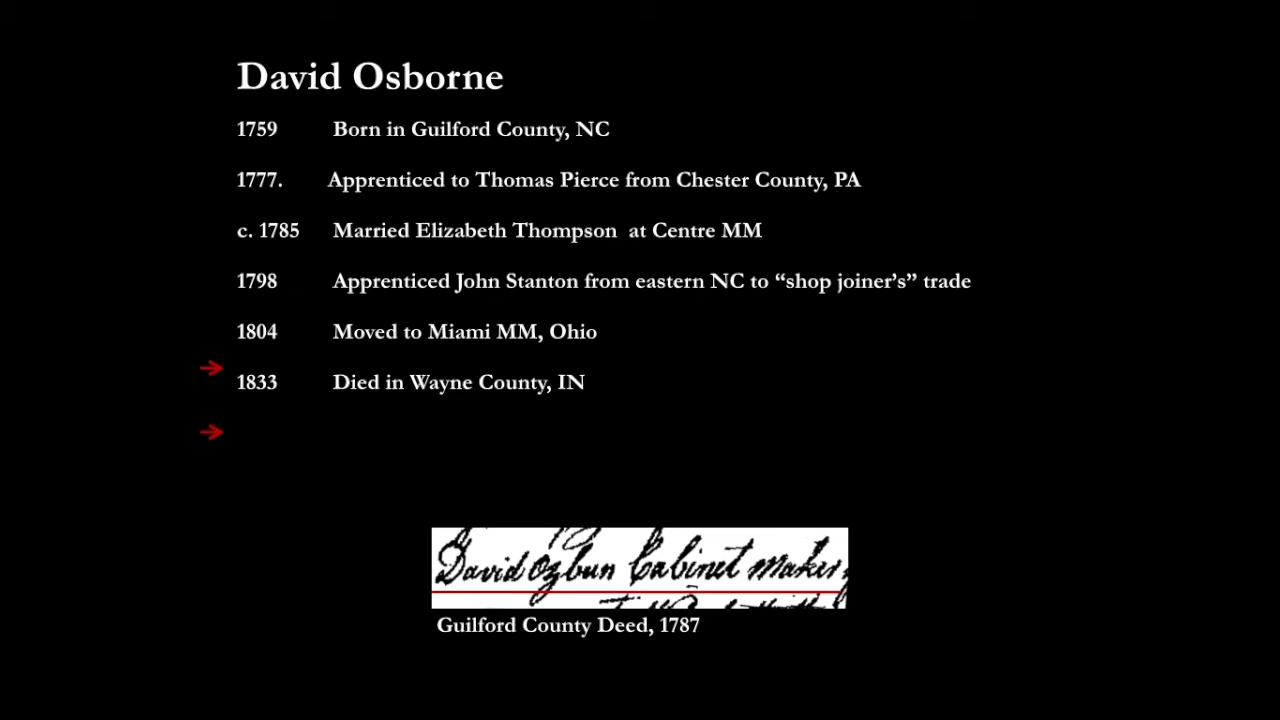 David Osborne
1759 Born in Guilford County, NC
1777. Apprenticed to Thomas Pierce from Chester County, PA
c. 1785 Married Elizabeth Thompson at Centre MM
1798 Apprenticed John Stanton from eastern NC to “shop joiner’s” trade
1804 Moved to Miami MM, Ohio
1833 Died in Wayne County, IN
David Ozbun Cabinet maker
Guilford County Deed, 1787